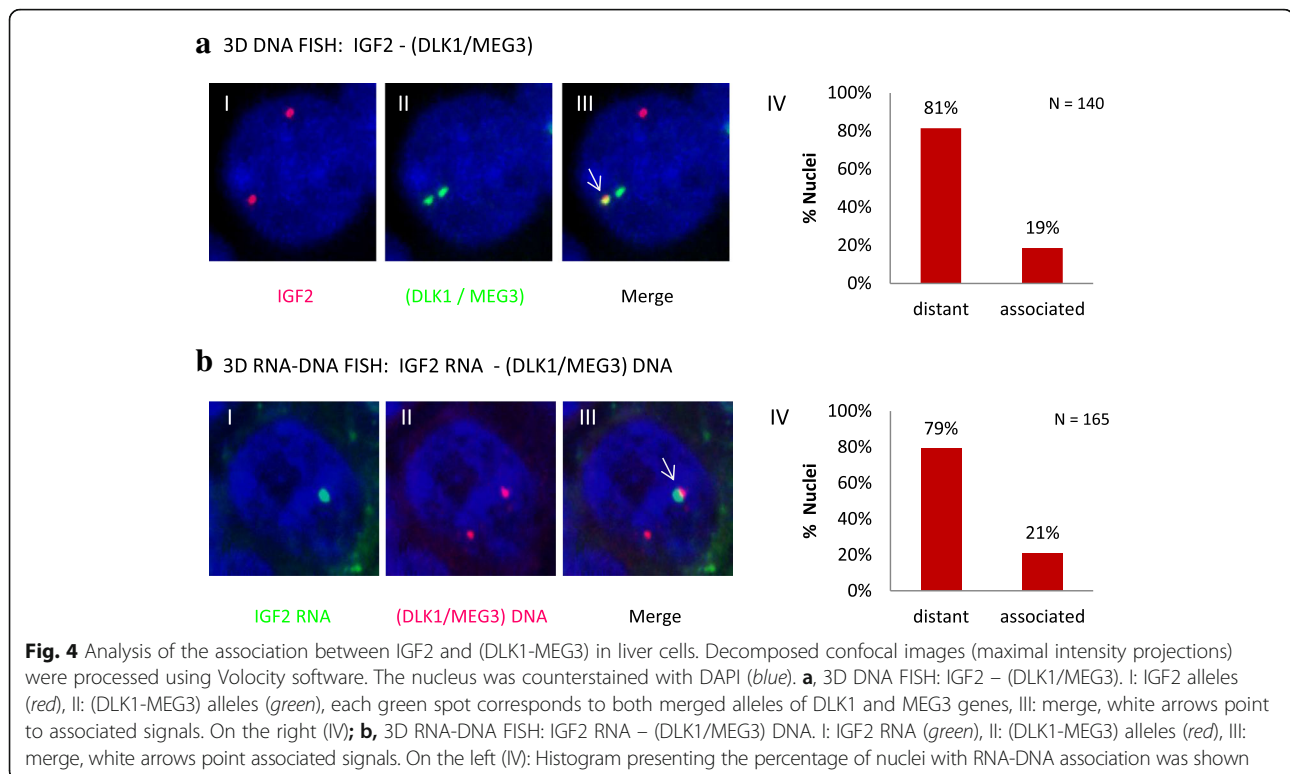 a 3D DNA FISH: IGF2 - (DLK1/MEG3)
I
II
III
IV
100%
80%
60%
40%
20%
0%
% Nuclei
N = 140
81%
19%
distant
associated
IGF2
(DLK1 / MEG3)
Merge
b 3D RNA-DNA FISH: IGF2 RNA - (DLK1/MEG3) DNA
I
II
III
IV
100%
80%
60%
40%
20%
0%
% Nuclei
N = 165
79%
21%
distant
associated
IGF2 RNA
(DLK1/MEG3) DNA
Merge
Fig. 4 Analysis of the association between IGF2 and (DLK1-MEG3) in liver cells. Decomposed confocal images (maximal intensity projections)
were processed using Volocity software. The nucleus was counterstained with DAPI (blue). a, 3D DNA FISH: IGF2 – (DLK1/MEG3). I: IGF2 alleles
(red), II: (DLK1-MEG3) alleles (green), each green spot corresponds to both merged alleles of DLK1 and MEG3 genes, III: merge, white arrows point
to associated signals. On the right (IV); b, 3D RNA-DNA FISH: IGF2 RNA – (DLK1/MEG3) DNA. I: IGF2 RNA (green), II: (DLK1-MEG3) alleles (red), III:
merge, white arrows point associated signals. On the left (IV): Histogram presenting the percentage of nuclei with RNA-DNA association was shown